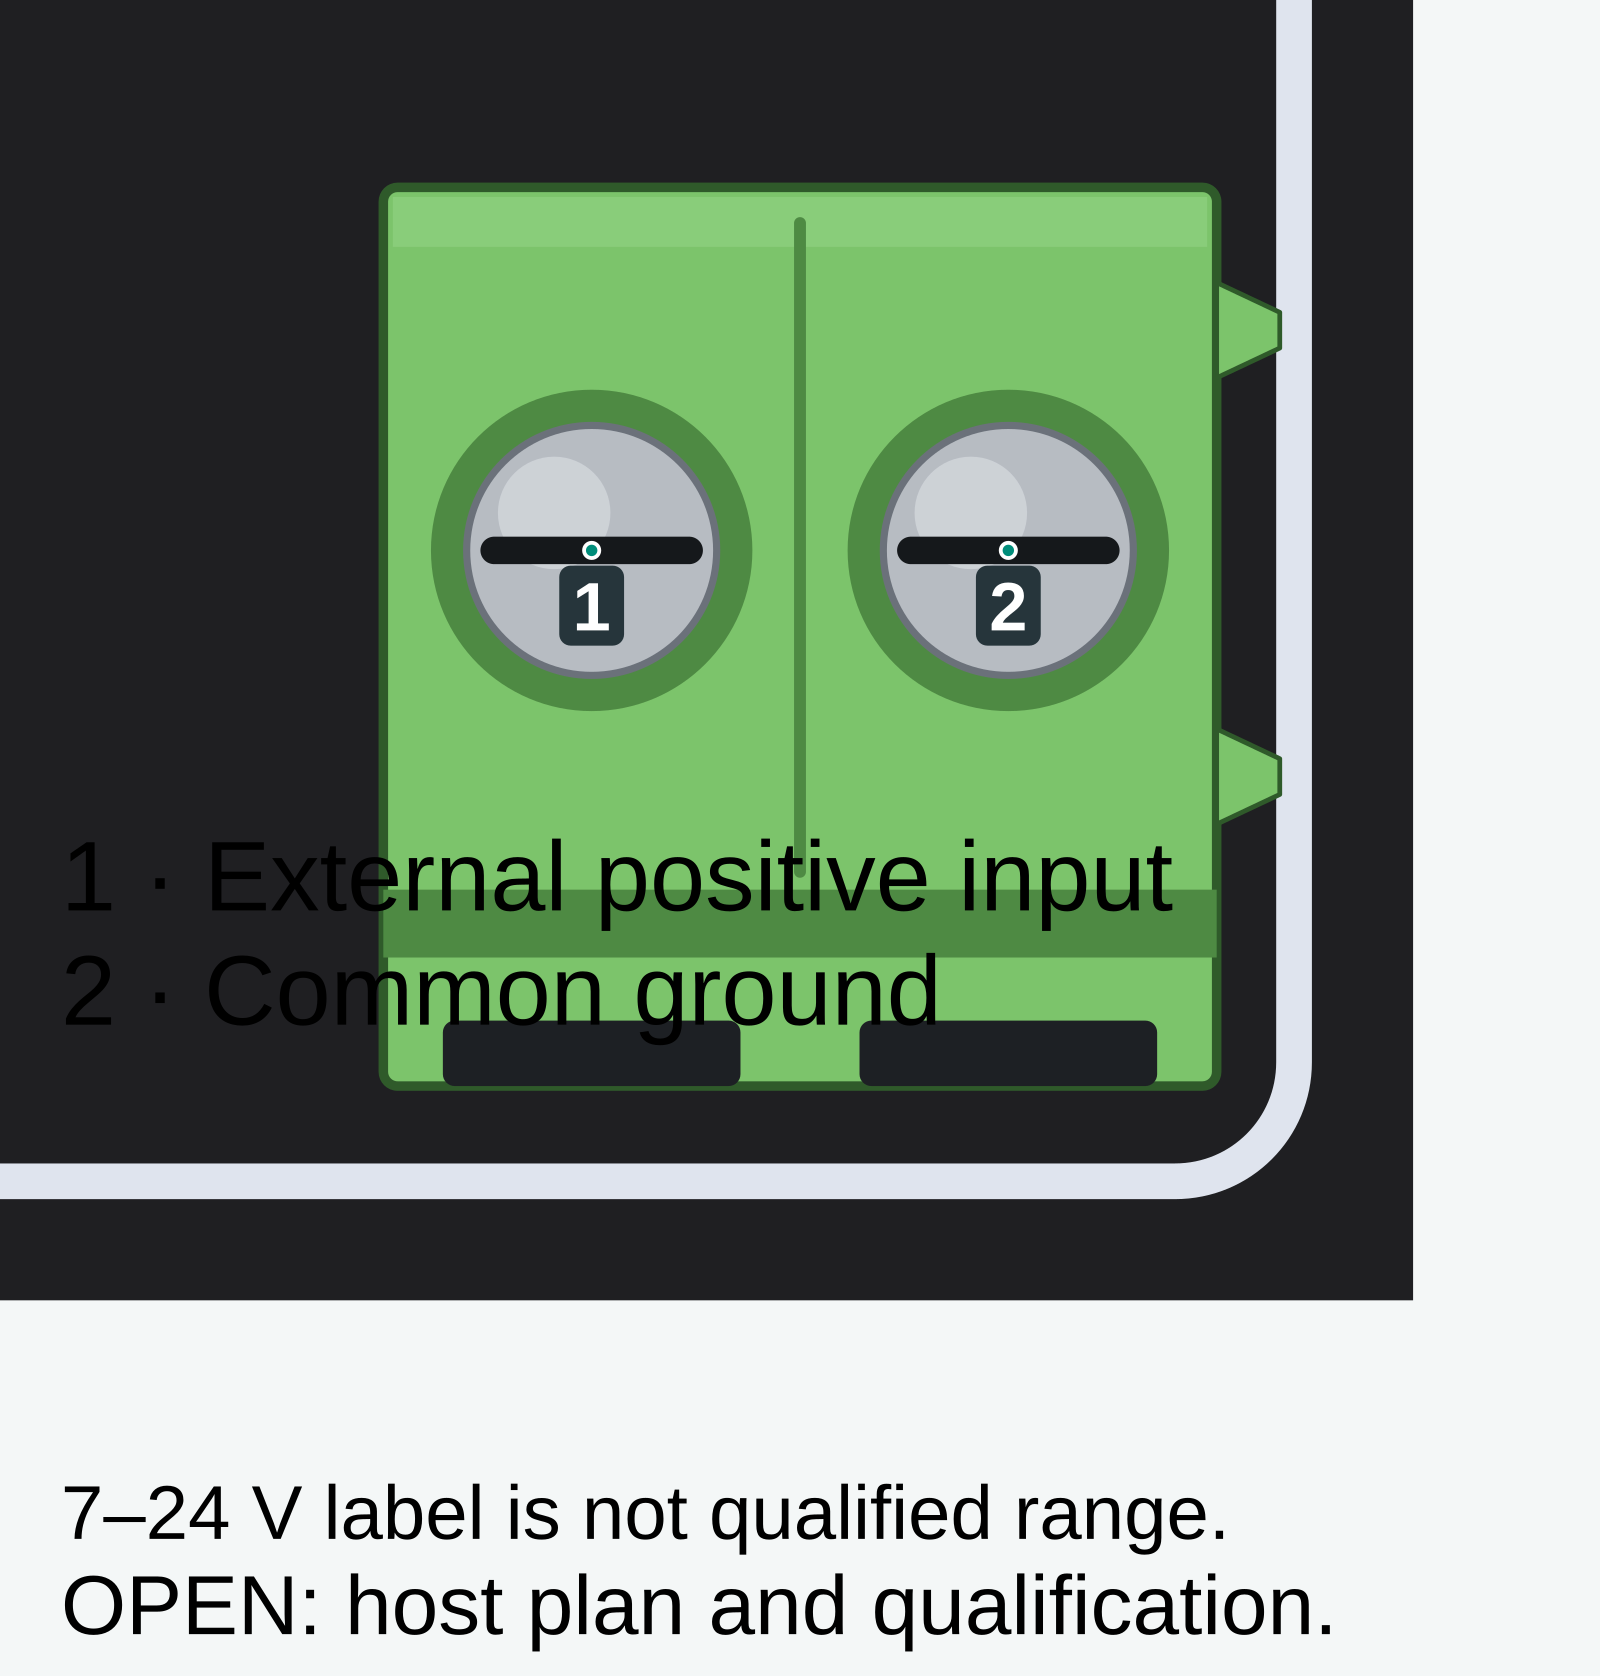 1
2
1 · External positive input
2 · Common ground
7–24 V label is not qualified range.
OPEN: host plan and qualification.